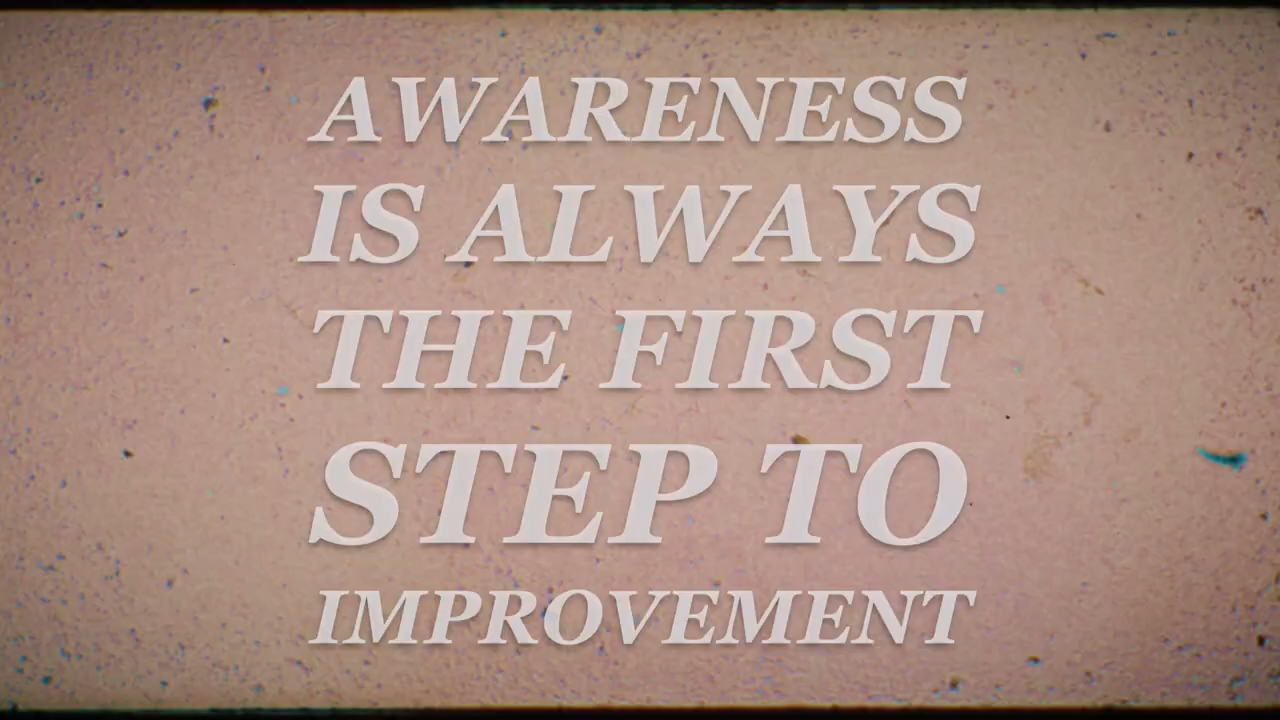 AWARENESS
IS ALWAYS
THE FIRST
STEP TO
IMPROVEMENT